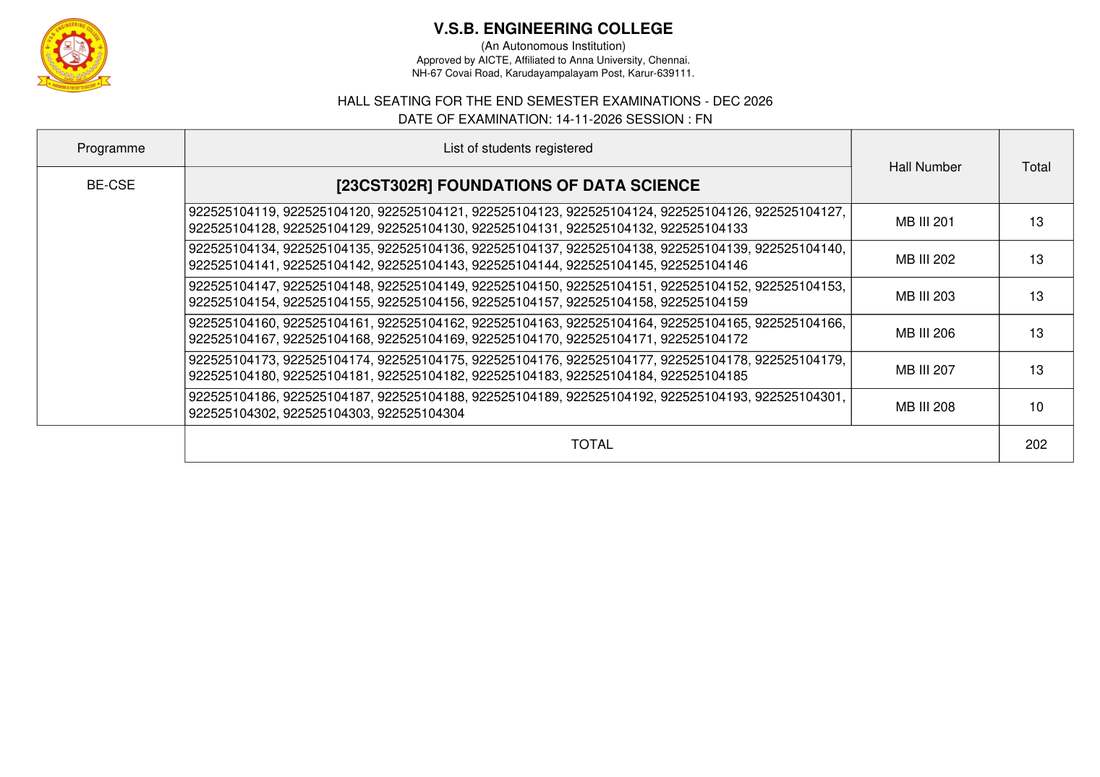 V.S.B. ENGINEERING COLLEGE
(An Autonomous Institution)
Approved by AICTE, Affiliated to Anna University, Chennai.
NH-67 Covai Road, Karudayampalayam Post, Karur-639111.
HALL SEATING FOR THE END SEMESTER EXAMINATIONS - DEC 2026
DATE OF EXAMINATION: 14-11-2026 SESSION : FN
Programme
List of students registered
Hall Number
Total
BE-CSE
[23CST302R] FOUNDATIONS OF DATA SCIENCE
922525104119, 922525104120, 922525104121, 922525104123, 922525104124, 922525104126, 922525104127,
922525104128, 922525104129, 922525104130, 922525104131, 922525104132, 922525104133
MB III 201
13
922525104134, 922525104135, 922525104136, 922525104137, 922525104138, 922525104139, 922525104140,
922525104141, 922525104142, 922525104143, 922525104144, 922525104145, 922525104146
MB III 202
13
922525104147, 922525104148, 922525104149, 922525104150, 922525104151, 922525104152, 922525104153,
922525104154, 922525104155, 922525104156, 922525104157, 922525104158, 922525104159
MB III 203
13
922525104160, 922525104161, 922525104162, 922525104163, 922525104164, 922525104165, 922525104166,
922525104167, 922525104168, 922525104169, 922525104170, 922525104171, 922525104172
MB III 206
13
922525104173, 922525104174, 922525104175, 922525104176, 922525104177, 922525104178, 922525104179,
922525104180, 922525104181, 922525104182, 922525104183, 922525104184, 922525104185
MB III 207
13
922525104186, 922525104187, 922525104188, 922525104189, 922525104192, 922525104193, 922525104301,
922525104302, 922525104303, 922525104304
MB III 208
10
TOTAL
202